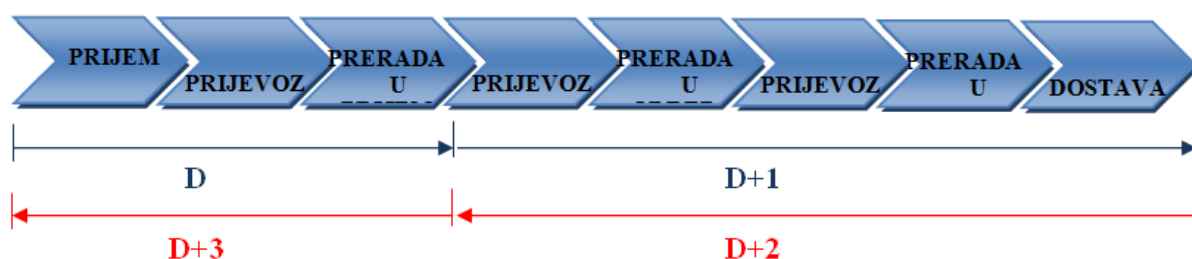 PRIJEM
PRIJEVOZ
PRERADA
U
PRIJEVOZ
PRERADA
U
PRIJEVOZ
PRERADA
U
DOSTAVA
D
D+1
D+3
D+2